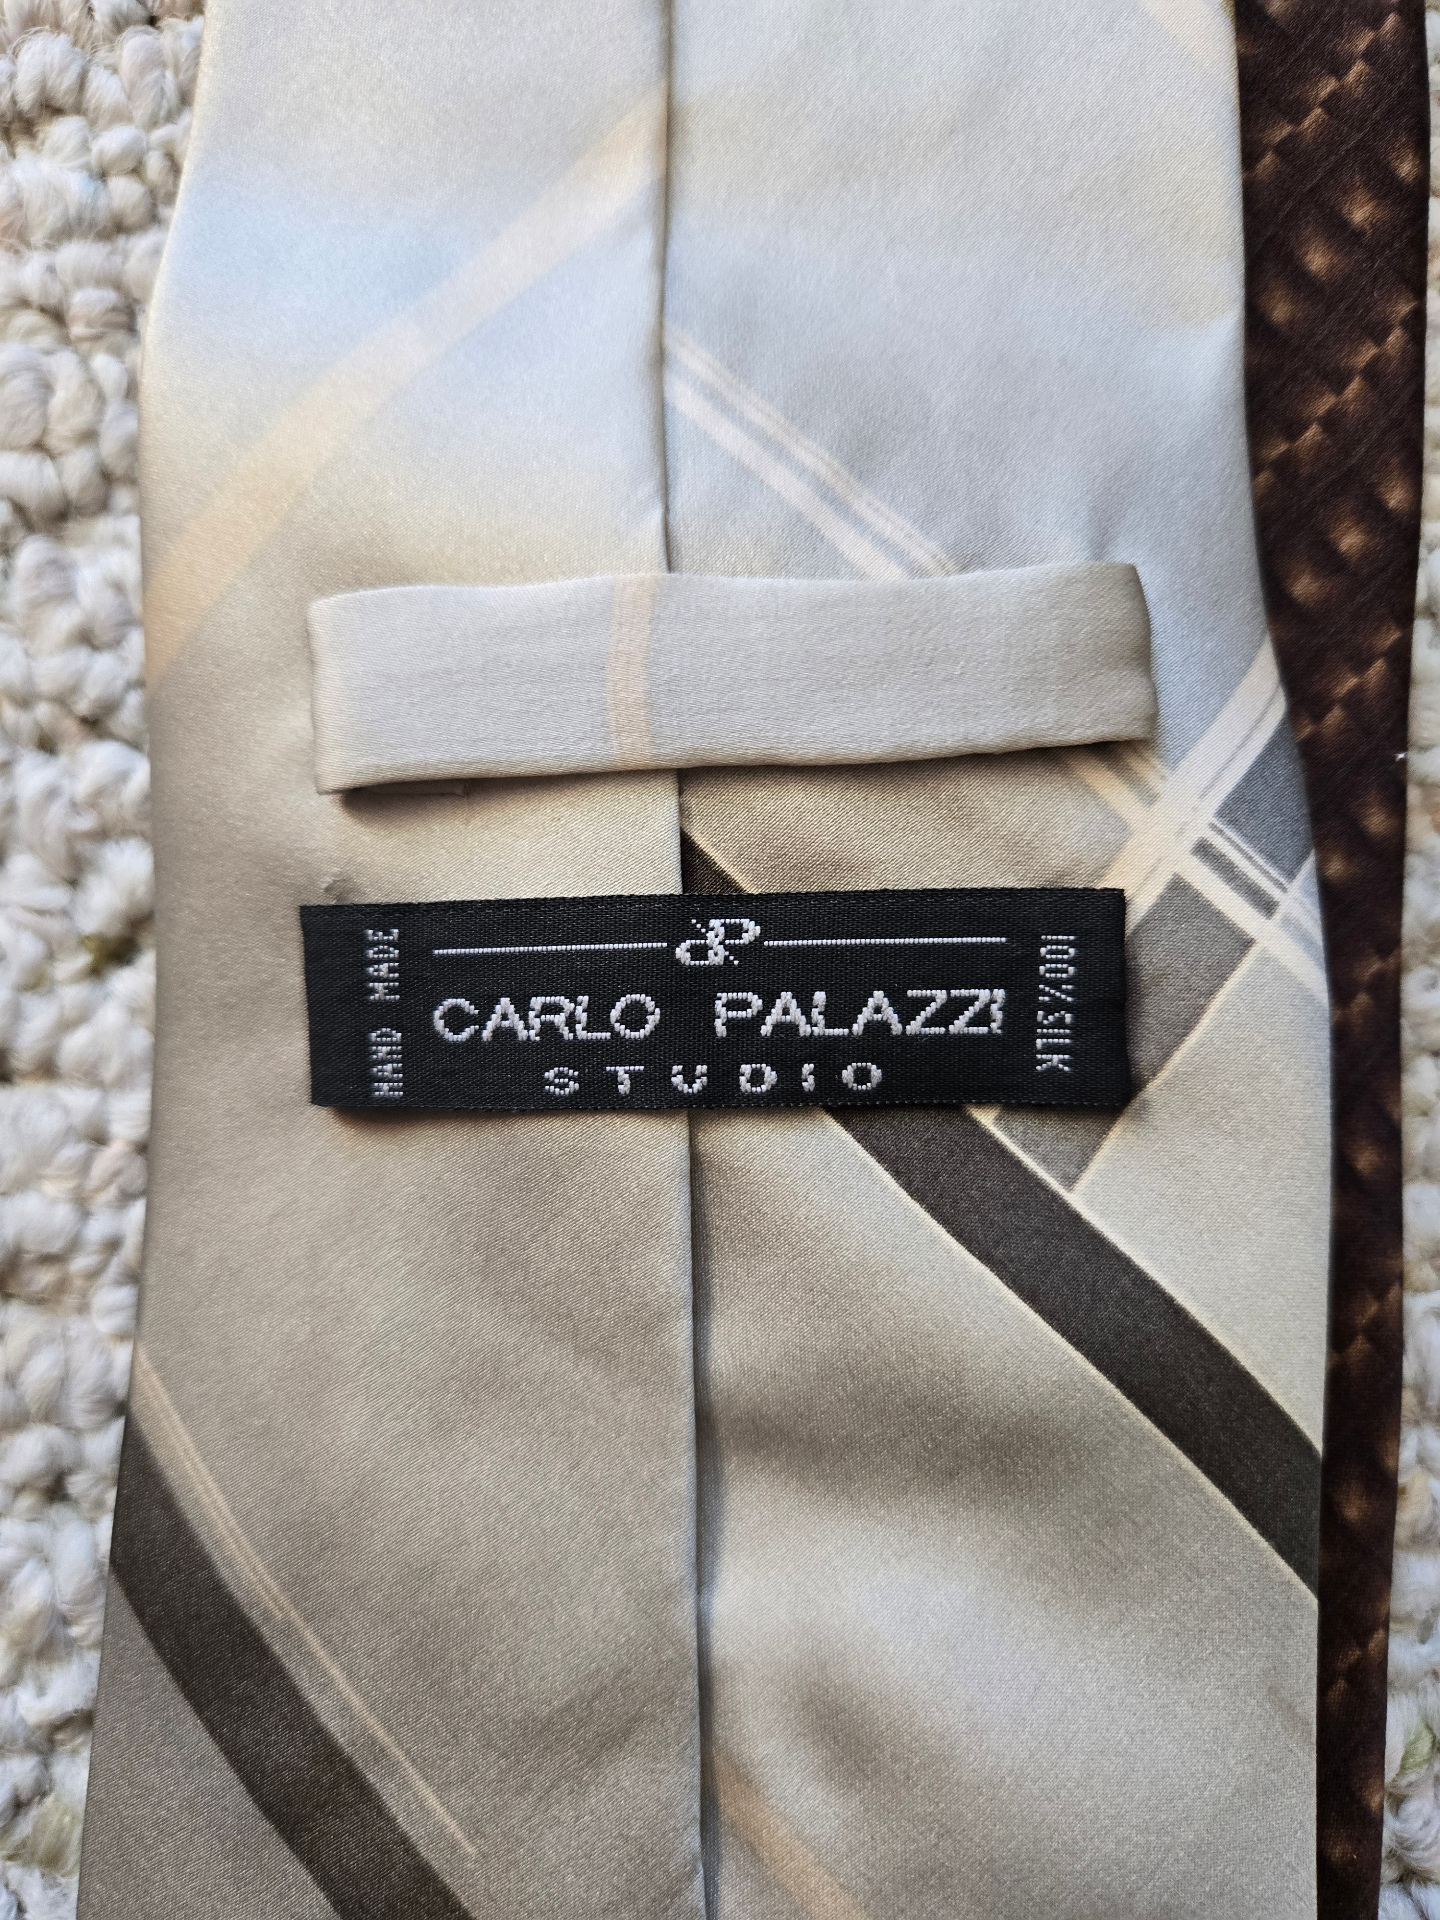 HAND MADE
CP
CARLO PALAZZI
STUDIO
100% SILK